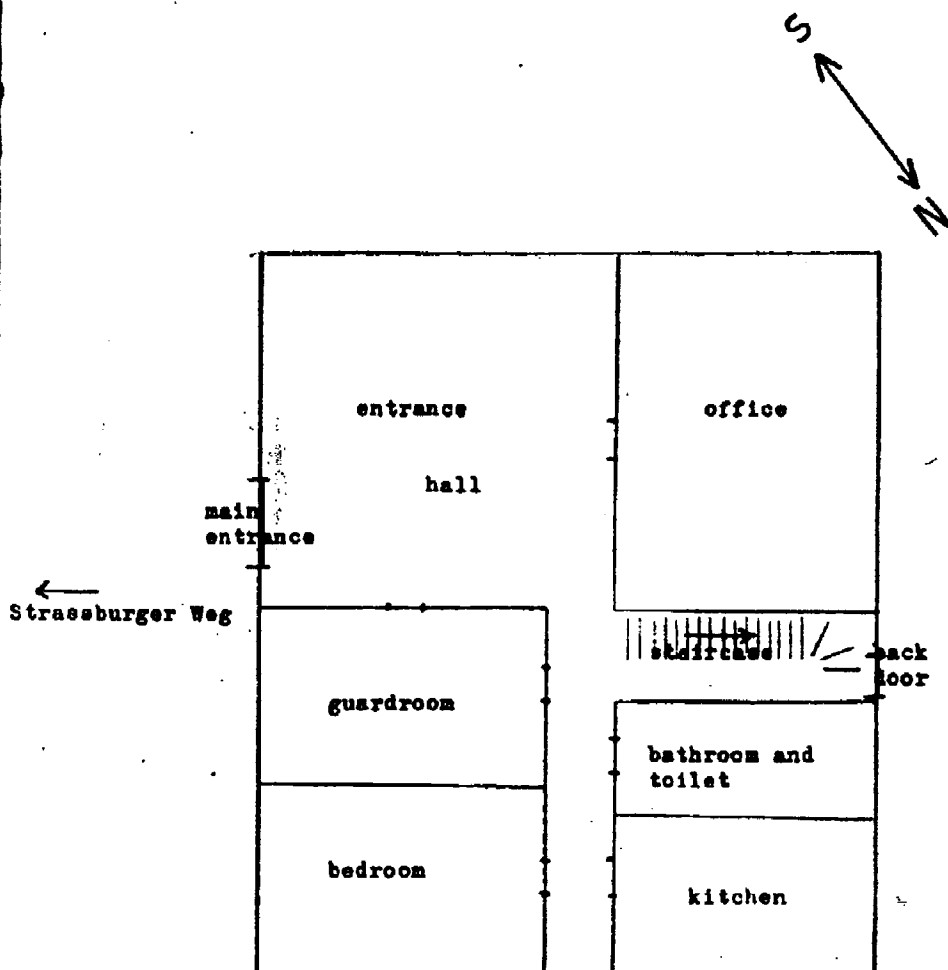 S
N
entrance
office
hall
main
entrance
Strassburger Weg
staircase
back
door
guardroom
bathroom and
toilet
bedroom
kitchen